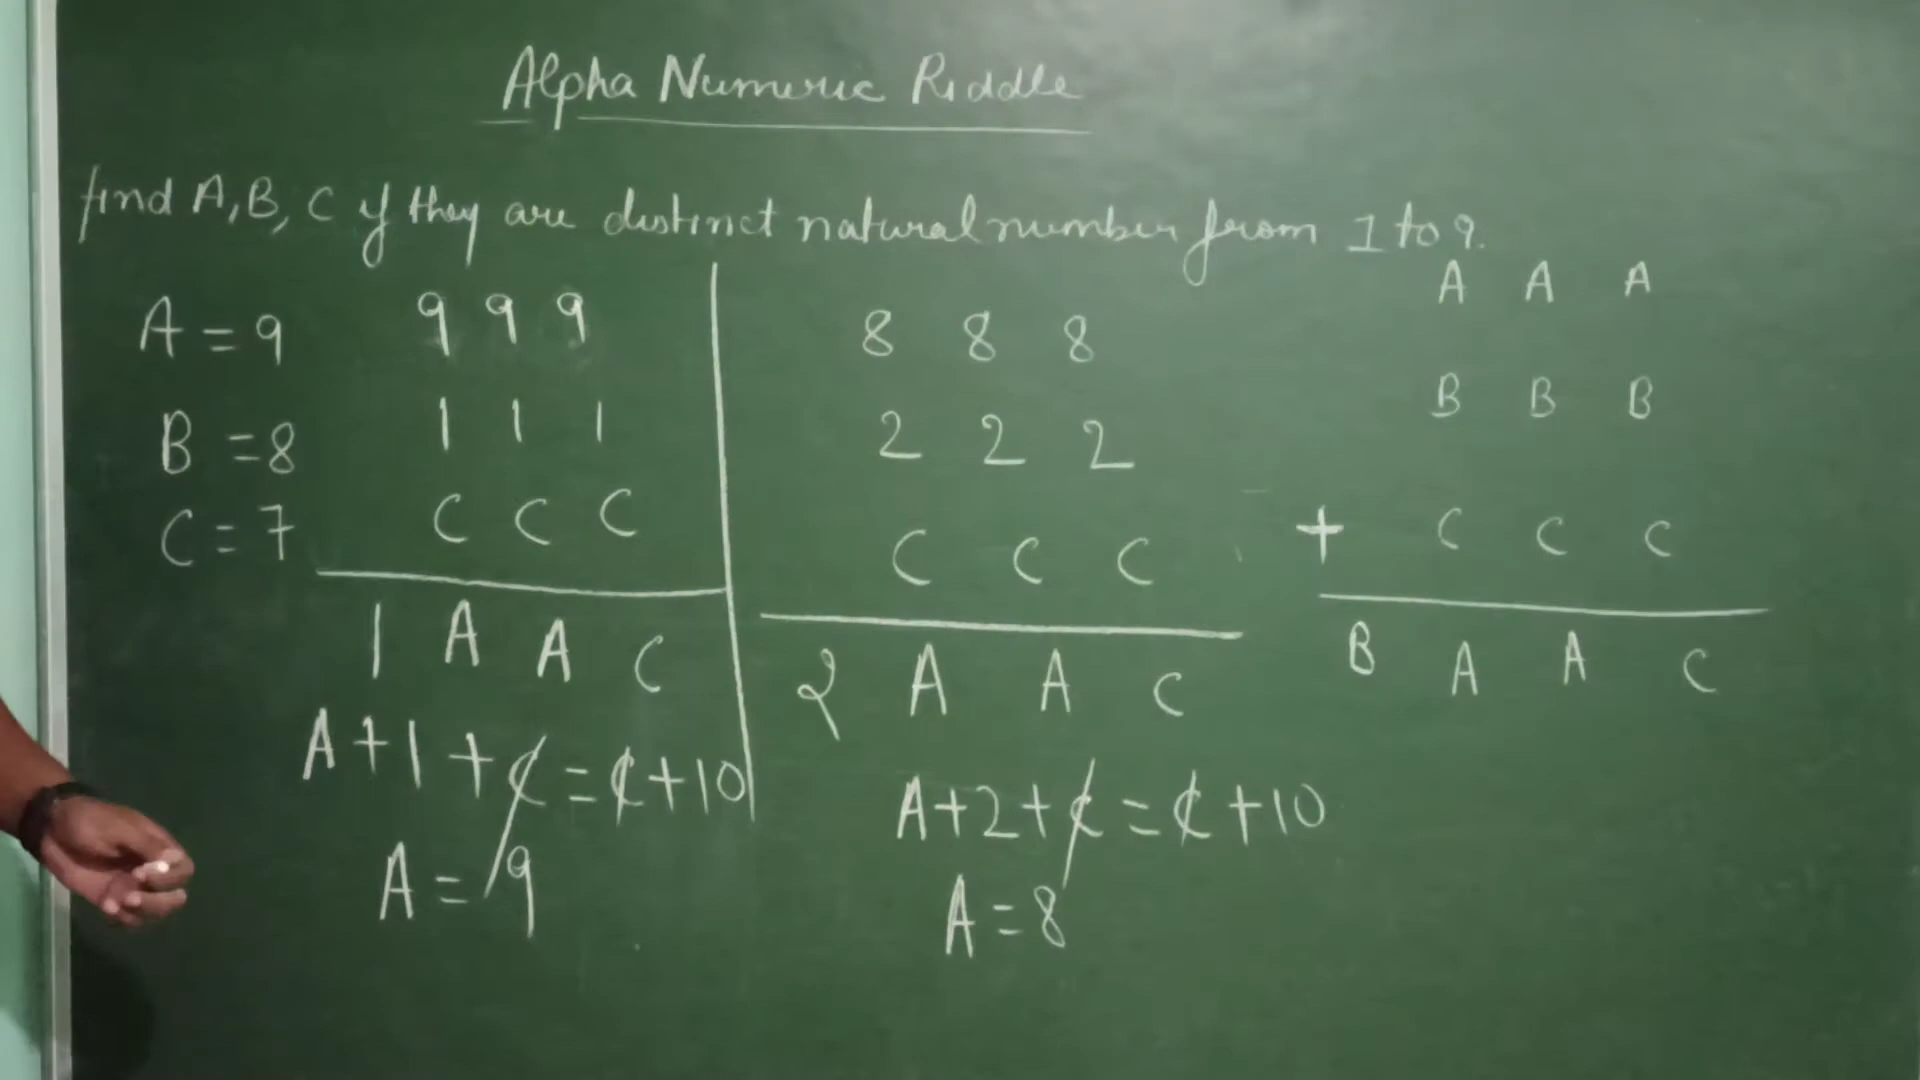 Alpha Numeric Riddle
find A, B, C if they are distinct natural number from 1 to 9.
A = 9
B = 8
C = 7
9 9 9
1 1 1
C C C
1 A A C
A + 1 + C = C + 10
A = 9
8 8 8
2 2 2
C C C
2 A A C
A + 2 + C = C + 10
A = 8
A A A
B B B
+ C C C
B A A C